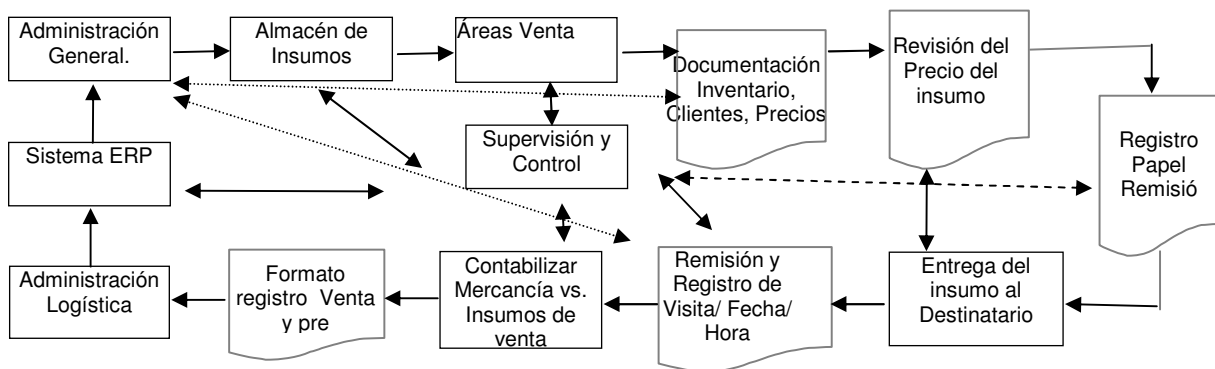 Administración
General.
Almacén de
Insumos
Áreas Venta
Documentación
Inventario,
Clientes, Precios
Revisión del
Precio del
insumo
Registro
Papel
Remisió
Supervisión y
Control
Sistema ERP
Administración
Logística
Formato
registro Venta
y pre
Contabilizar
Mercancía vs.
Insumos de
venta
Remisión y
Registro de
Visita/ Fecha/
Hora
Entrega del
insumo al
Destinatario